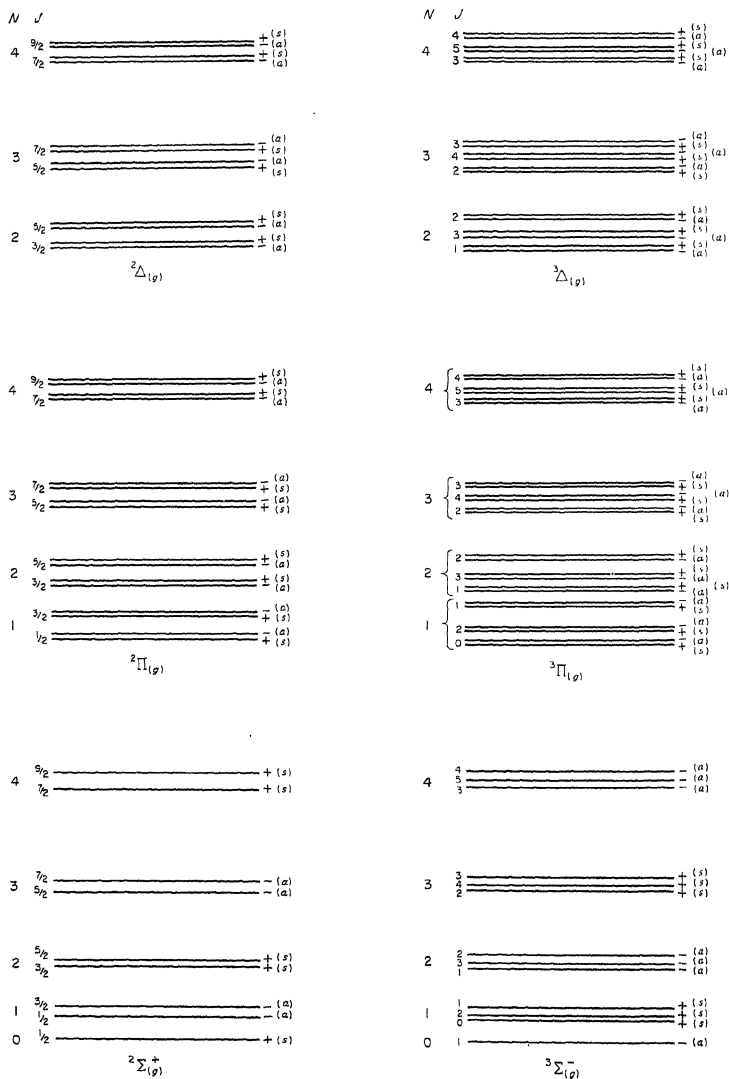 N J
4 9/2 + (s)
− (a)
7/2 + (s)
− (a)
3 7/2 − (a)
+ (s)
5/2 − (a)
+ (s)
2 5/2 + (s)
− (a)
3/2 + (s)
− (a)
²Δ(g)
N J
4 4 + (s)
− (a)
5 + (s)
− (a)
3 + (s)
− (a)
3 3 − (a)
+ (s)
4 − (a)
+ (s)
2 − (a)
+ (s)
2 2 + (s)
− (a)
3 + (s)
− (a)
1 + (s)
− (a)
³Δ(g)
4 9/2 + (s)
− (a)
7/2 + (s)
− (a)
3 7/2 − (a)
+ (s)
5/2 − (a)
+ (s)
2 5/2 + (s)
− (a)
3/2 + (s)
− (a)
1 3/2 − (a)
+ (s)
1/2 − (a)
+ (s)
²Π(g)
4 4 + (s)
− (a)
5 + (s)
− (a)
3 + (s)
− (a)
3 3 − (a)
+ (s)
4 − (a)
+ (s)
2 − (a)
+ (s)
2 2 + (s)
− (a)
3 + (s)
− (a)
1 + (s)
− (a)
1 1 − (a)
+ (s)
2 − (a)
+ (s)
0 − (a)
+ (s)
³Π(g)
4 9/2 + (s)
7/2 + (s)
3 7/2 − (a)
5/2 − (a)
2 5/2 + (s)
3/2 + (s)
1 3/2 − (a)
1/2 − (a)
0 1/2 + (s)
²Σ⁺(g)
4 4 − (a)
5 − (a)
3 − (a)
3 3 + (s)
4 + (s)
2 + (s)
2 2 − (a)
3 − (a)
1 − (a)
1 1 + (s)
2 + (s)
0 + (s)
0 1 − (a)
³Σ⁻(g)